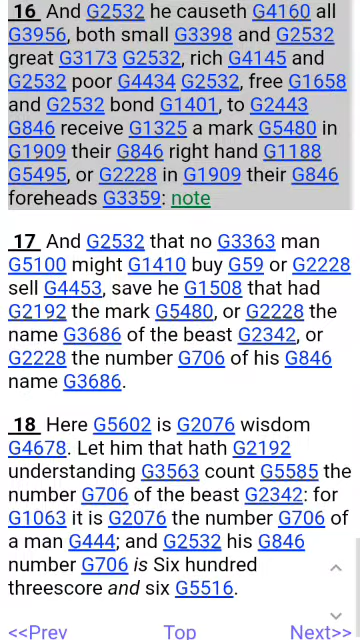 16 And G2532 he causeth G4160 all
G3956, both small G3398 and G2532
great G3173 G2532, rich G4145 and
G2532 poor G4434 G2532, free G1658
and G2532 bond G1401, to G2443
G846 receive G1325 a mark G5480 in
G1909 their G846 right hand G1188
G5495, or G2228 in G1909 their G846
foreheads G3359: note
17 And G2532 that no G3363 man
G5100 might G1410 buy G59 or G2228
sell G4453, save he G1508 that had
G2192 the mark G5480, or G2228 the
name G3686 of the beast G2342, or
G2228 the number G706 of his G846
name G3686.
18 Here G5602 is G2076 wisdom
G4678. Let him that hath G2192
understanding G3563 count G5585 the
number G706 of the beast G2342: for
G1063 it is G2076 the number G706 of
a man G444; and G2532 his G846
number G706 is Six hundred
threescore and six G5516.
<<Prev Top Next>>